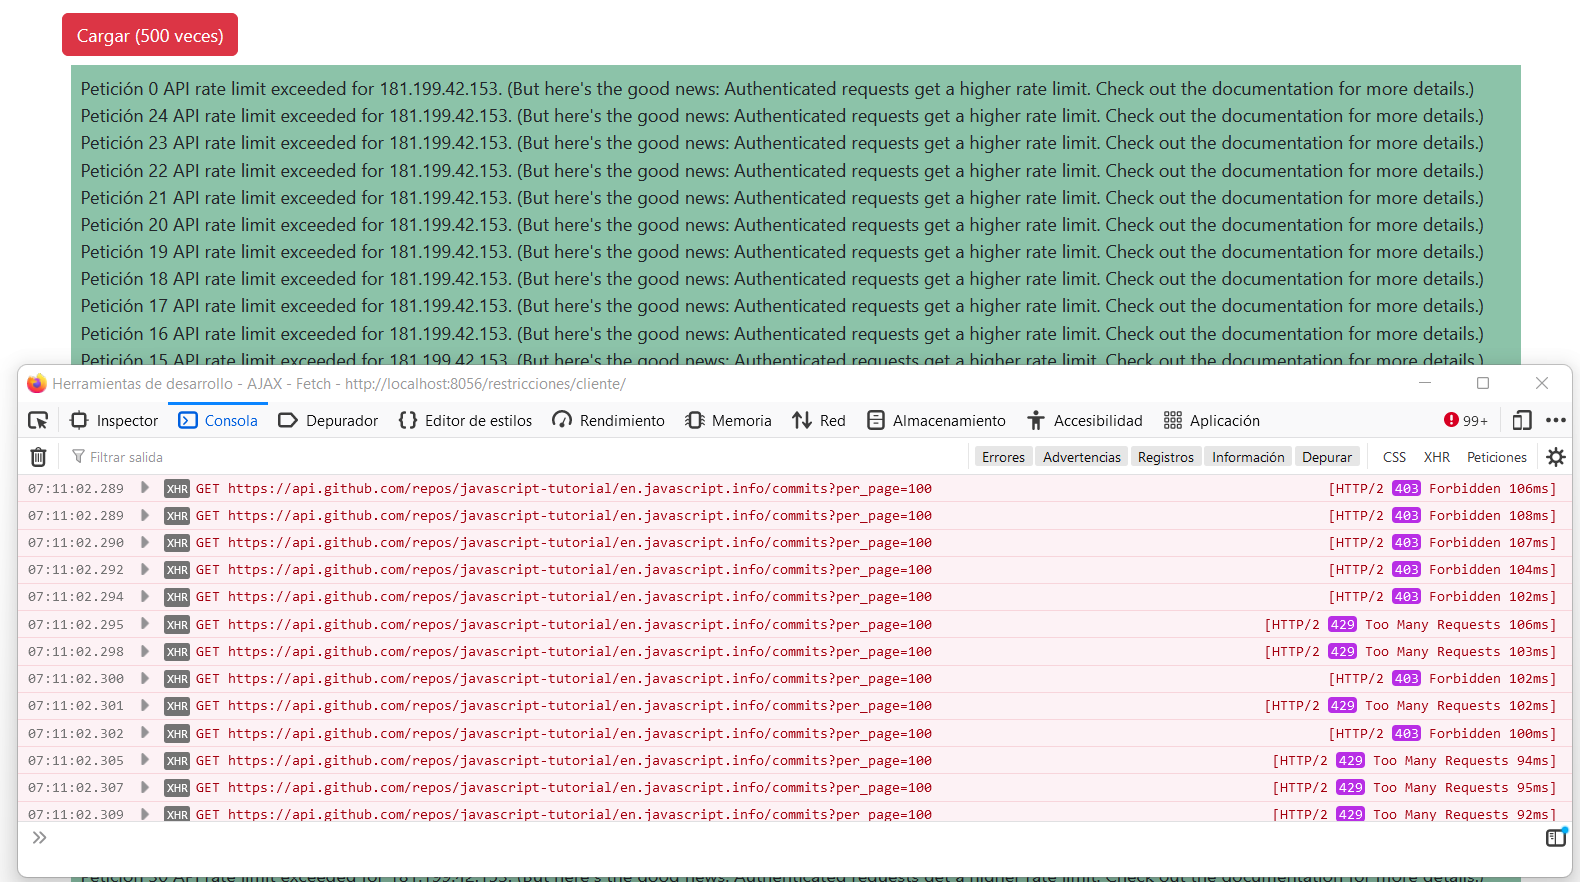 Cargar (500 veces)
Petición 0 API rate limit exceeded for 181.199.42.153. (But here's the good news: Authenticated requests get a higher rate limit. Check out the documentation for more details.)
Petición 24 API rate limit exceeded for 181.199.42.153. (But here's the good news: Authenticated requests get a higher rate limit. Check out the documentation for more details.)
Petición 23 API rate limit exceeded for 181.199.42.153. (But here's the good news: Authenticated requests get a higher rate limit. Check out the documentation for more details.)
Petición 22 API rate limit exceeded for 181.199.42.153. (But here's the good news: Authenticated requests get a higher rate limit. Check out the documentation for more details.)
Petición 21 API rate limit exceeded for 181.199.42.153. (But here's the good news: Authenticated requests get a higher rate limit. Check out the documentation for more details.)
Petición 20 API rate limit exceeded for 181.199.42.153. (But here's the good news: Authenticated requests get a higher rate limit. Check out the documentation for more details.)
Petición 19 API rate limit exceeded for 181.199.42.153. (But here's the good news: Authenticated requests get a higher rate limit. Check out the documentation for more details.)
Petición 18 API rate limit exceeded for 181.199.42.153. (But here's the good news: Authenticated requests get a higher rate limit. Check out the documentation for more details.)
Petición 17 API rate limit exceeded for 181.199.42.153. (But here's the good news: Authenticated requests get a higher rate limit. Check out the documentation for more details.)
Petición 16 API rate limit exceeded for 181.199.42.153. (But here's the good news: Authenticated requests get a higher rate limit. Check out the documentation for more details.)
Petición 15 API rate limit exceeded for 181.199.42.153. (But here's the good news: Authenticated requests get a higher rate limit. Check out the documentation for more details.)
Herramientas de desarrollo - AJAX - Fetch - http://localhost:8056/restricciones/cliente/
Inspector Consola Depurador Editor de estilos Rendimiento Memoria Red Almacenamiento Accesibilidad Aplicación 99+
Filtrar salida Errores Advertencias Registros Información Depurar CSS XHR Peticiones
07:11:02.289 XHR GET https://api.github.com/repos/javascript-tutorial/en.javascript.info/commits?per_page=100 [HTTP/2 403 Forbidden 106ms]
07:11:02.289 XHR GET https://api.github.com/repos/javascript-tutorial/en.javascript.info/commits?per_page=100 [HTTP/2 403 Forbidden 108ms]
07:11:02.290 XHR GET https://api.github.com/repos/javascript-tutorial/en.javascript.info/commits?per_page=100 [HTTP/2 403 Forbidden 107ms]
07:11:02.292 XHR GET https://api.github.com/repos/javascript-tutorial/en.javascript.info/commits?per_page=100 [HTTP/2 403 Forbidden 104ms]
07:11:02.294 XHR GET https://api.github.com/repos/javascript-tutorial/en.javascript.info/commits?per_page=100 [HTTP/2 403 Forbidden 102ms]
07:11:02.295 XHR GET https://api.github.com/repos/javascript-tutorial/en.javascript.info/commits?per_page=100 [HTTP/2 429 Too Many Requests 106ms]
07:11:02.298 XHR GET https://api.github.com/repos/javascript-tutorial/en.javascript.info/commits?per_page=100 [HTTP/2 429 Too Many Requests 103ms]
07:11:02.300 XHR GET https://api.github.com/repos/javascript-tutorial/en.javascript.info/commits?per_page=100 [HTTP/2 403 Forbidden 102ms]
07:11:02.301 XHR GET https://api.github.com/repos/javascript-tutorial/en.javascript.info/commits?per_page=100 [HTTP/2 429 Too Many Requests 102ms]
07:11:02.302 XHR GET https://api.github.com/repos/javascript-tutorial/en.javascript.info/commits?per_page=100 [HTTP/2 403 Forbidden 100ms]
07:11:02.305 XHR GET https://api.github.com/repos/javascript-tutorial/en.javascript.info/commits?per_page=100 [HTTP/2 429 Too Many Requests 94ms]
07:11:02.307 XHR GET https://api.github.com/repos/javascript-tutorial/en.javascript.info/commits?per_page=100 [HTTP/2 429 Too Many Requests 95ms]
07:11:02.309 XHR GET https://api.github.com/repos/javascript-tutorial/en.javascript.info/commits?per_page=100 [HTTP/2 429 Too Many Requests 92ms]